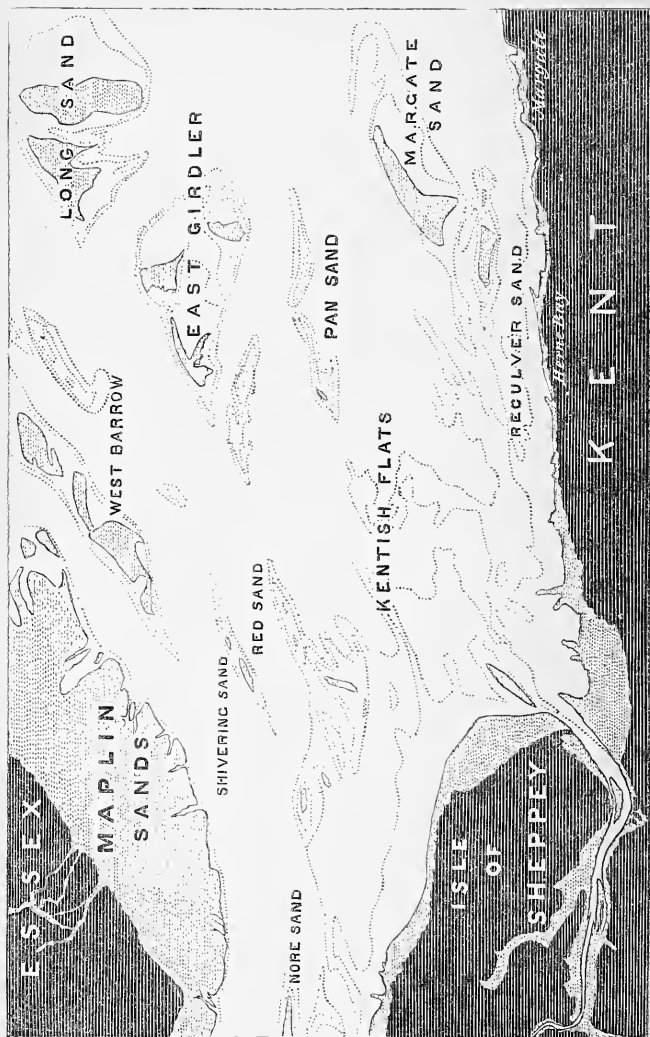 ESSEX
MAPLIN
SANDS
WEST BARROW
LONG SAND
EAST GIRDLER
SHIVERING SAND
RED SAND
PAN SAND
MARGATE
SAND
NORE SAND
KENTISH FLATS
RECULVER SAND
Margate
Herne Bay
ISLE
OF
SHEPPEY
KENT